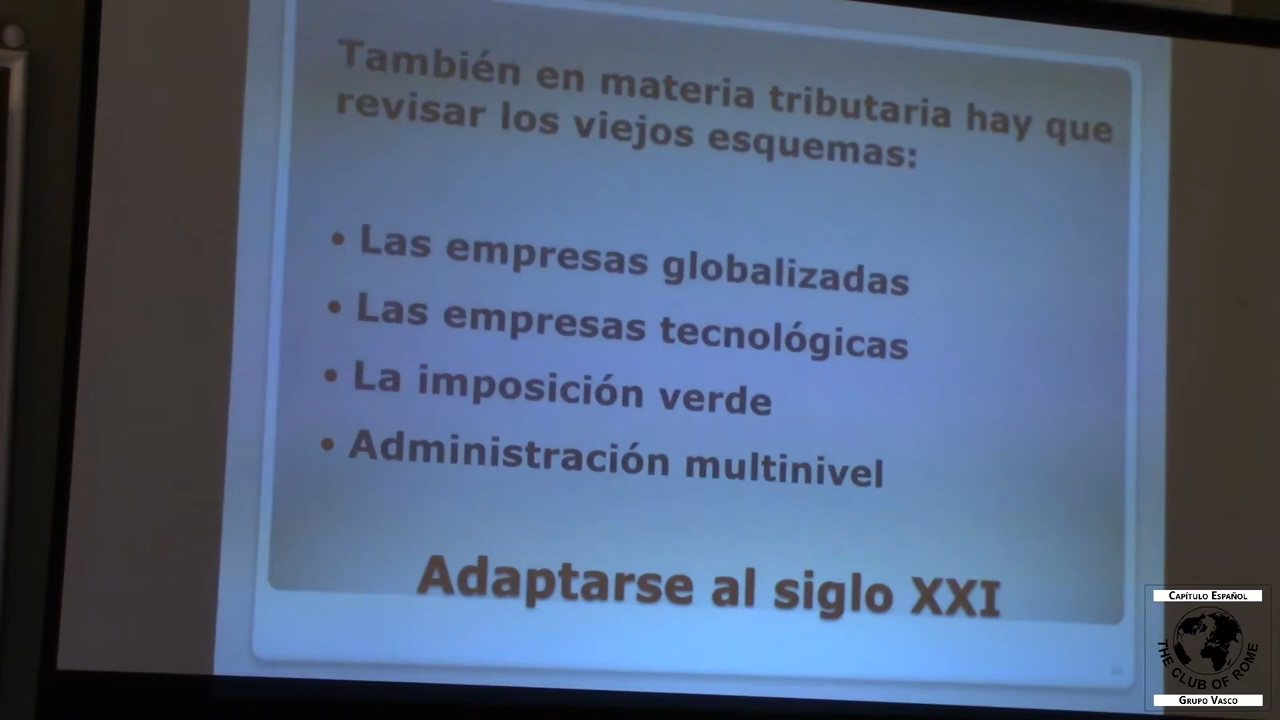 También en materia tributaria hay que
revisar los viejos esquemas:
• Las empresas globalizadas
• Las empresas tecnológicas
• La imposición verde
• Administración multinivel
Adaptarse al siglo XXI
CAPÍTULO ESPAÑOL
THE CLUB OF ROME
GRUPO VASCO